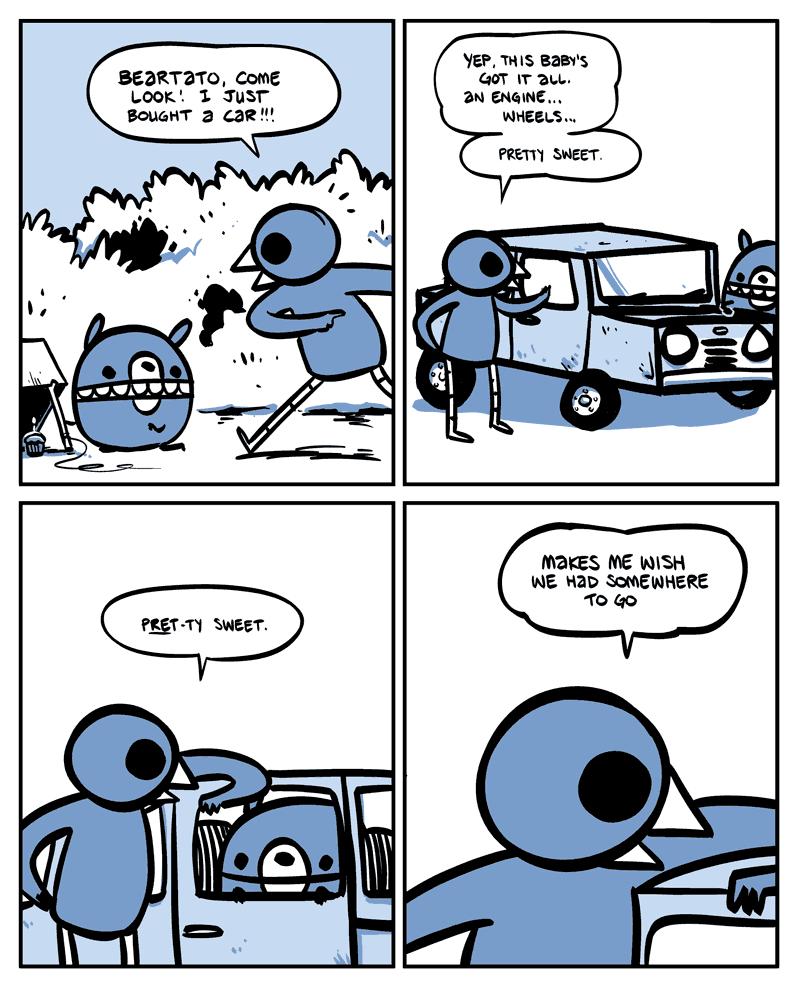 BEARTATO, COME
LOOK! I JUST
BOUGHT A CAR!!!
YEP, THIS BABY'S
GOT IT ALL.
AN ENGINE...
WHEELS...
PRETTY SWEET.
PRET-TY SWEET.
MAKES ME WISH
WE HAD SOMEWHERE
TO GO